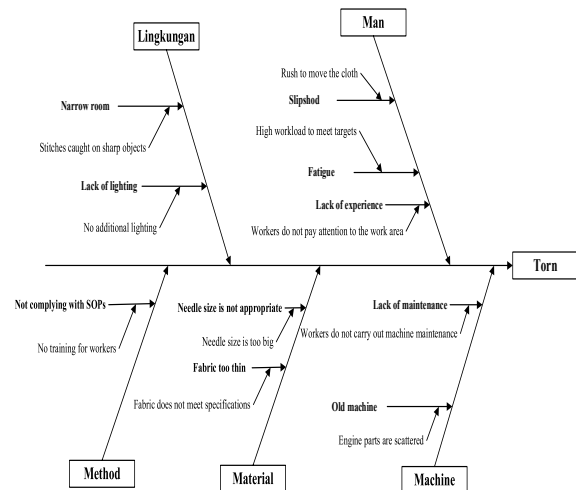 Lingkungan
Man
Rush to move the cloth
Narrow room
Slipshod
High workload to meet targets
Stitches caught on sharp objects
Fatigue
Lack of lighting
Lack of experience
No additional lighting
Workers do not pay attention to the work area
Torn
Not complying with SOPs
Needle size is not appropriate
Lack of maintenance
No training for workers
Needle size is too big
Workers do not carry out machine maintenance
Fabric too thin
Fabric does not meet specifications
Old machine
Engine parts are scattered
Method
Material
Machine